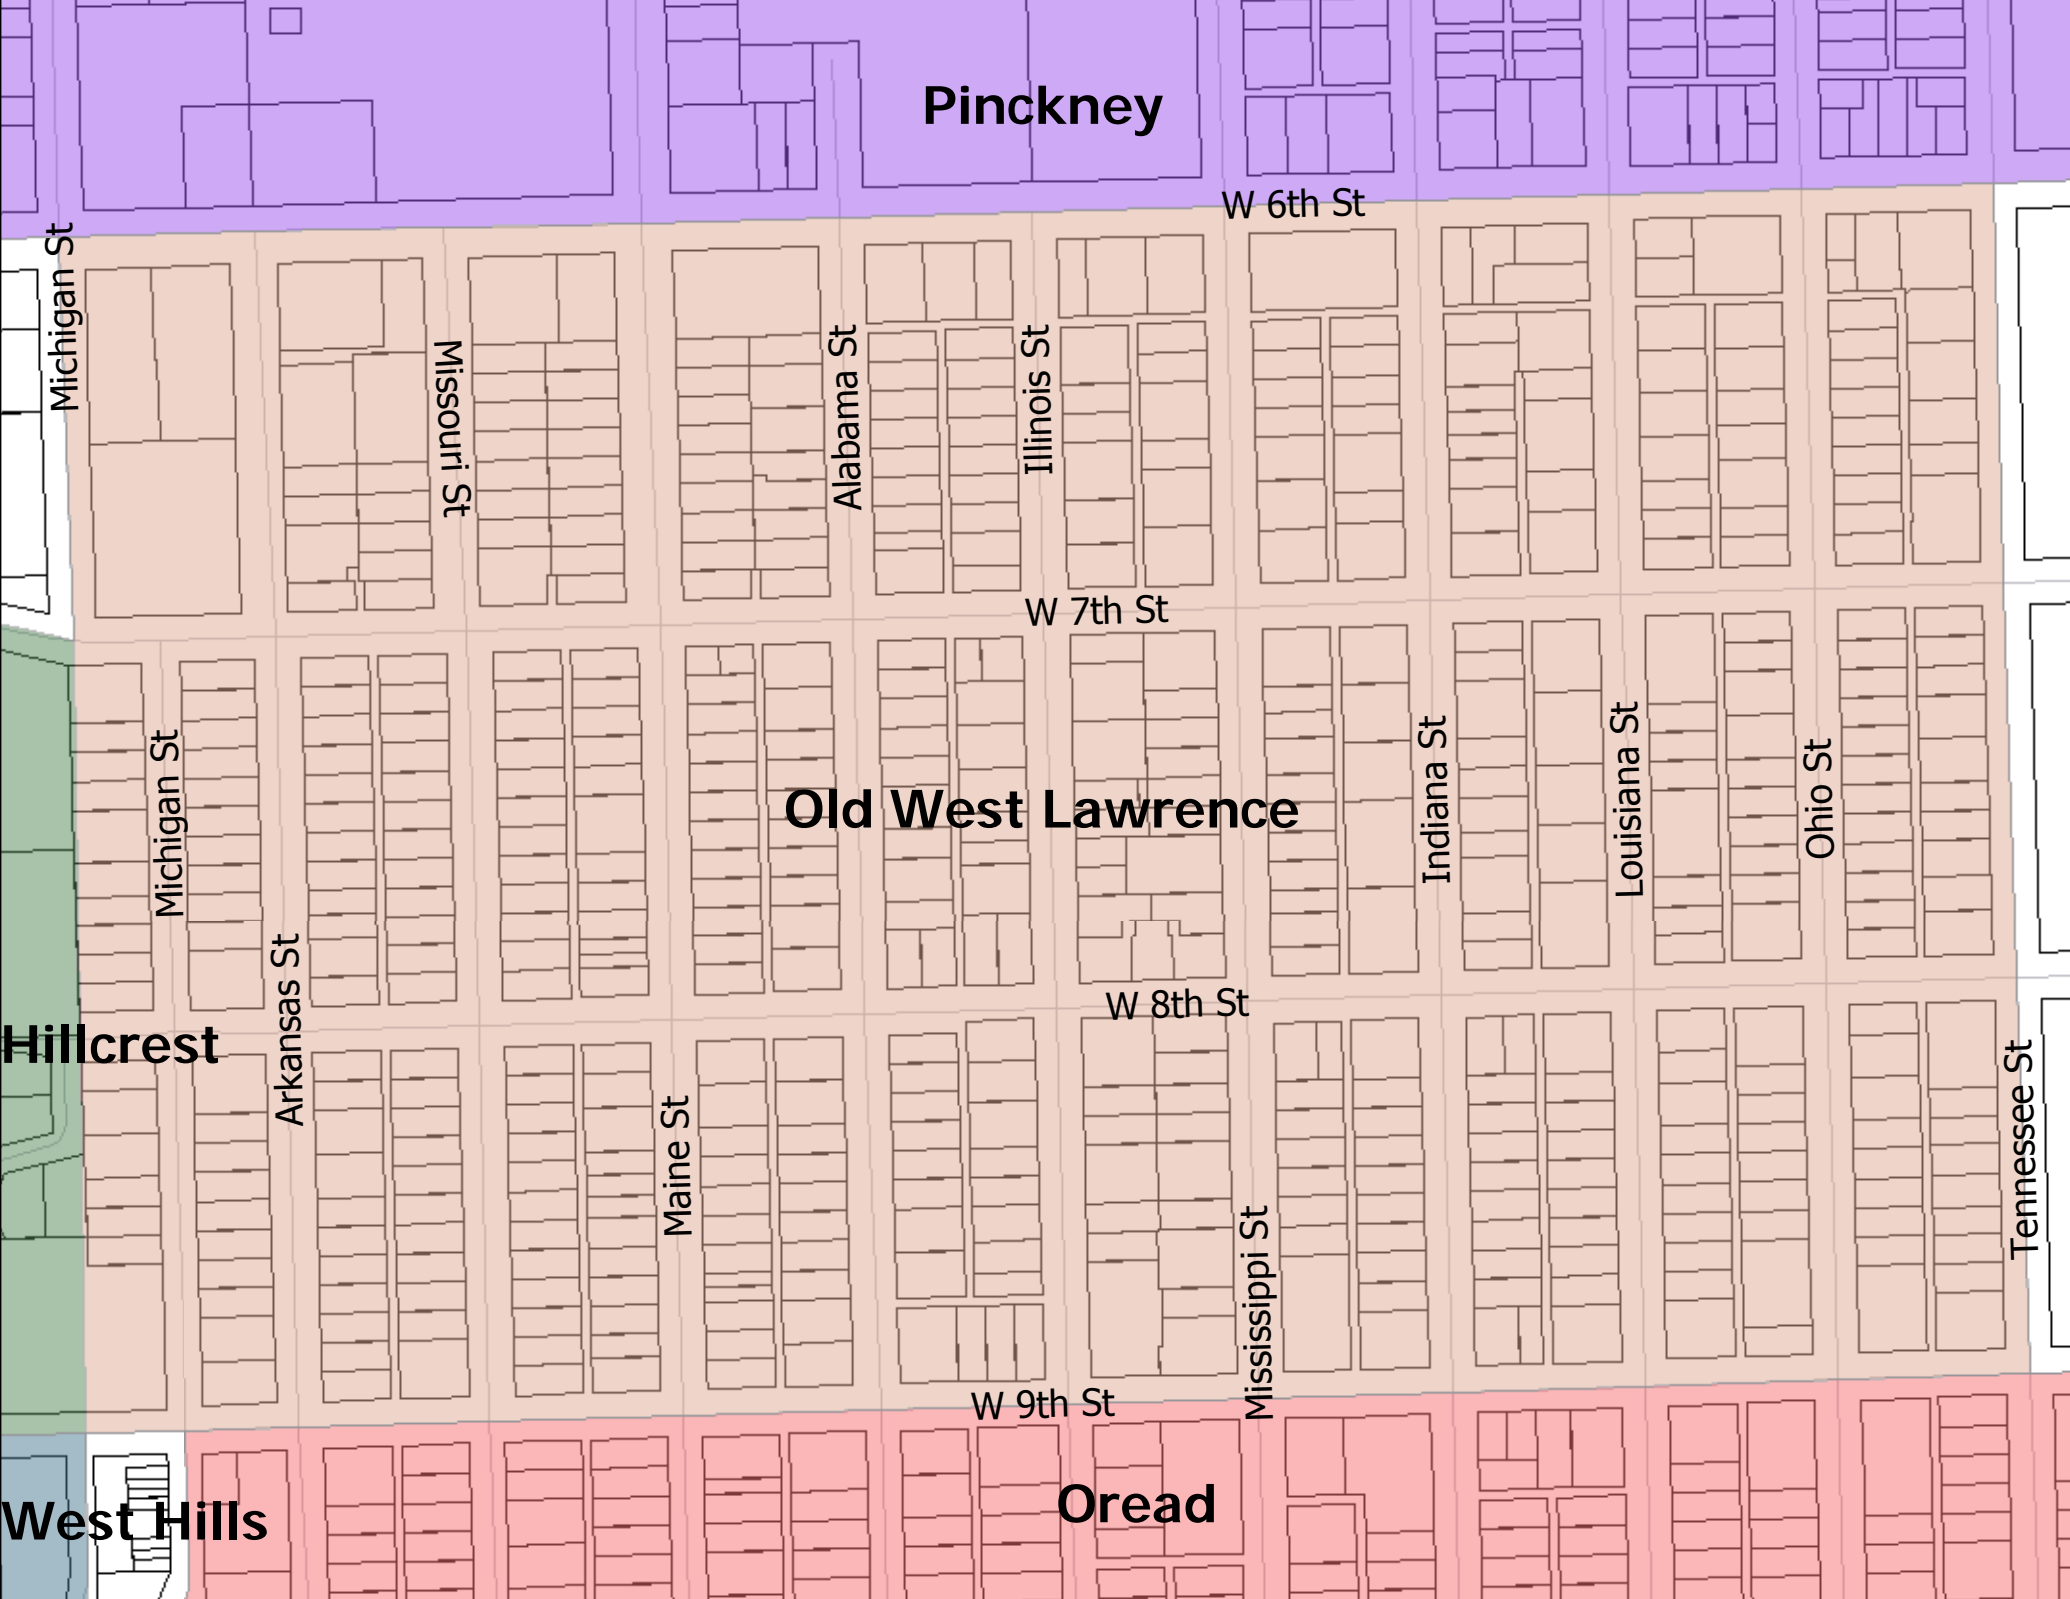 Pinckney
W 6th St
Michigan St
Missouri St
Alabama St
Illinois St
W 7th St
Michigan St
Old West Lawrence
Indiana St
Louisiana St
Ohio St
Arkansas St
W 8th St
Hillcrest
Maine St
Tennessee St
Mississippi St
W 9th St
Oread
West Hills